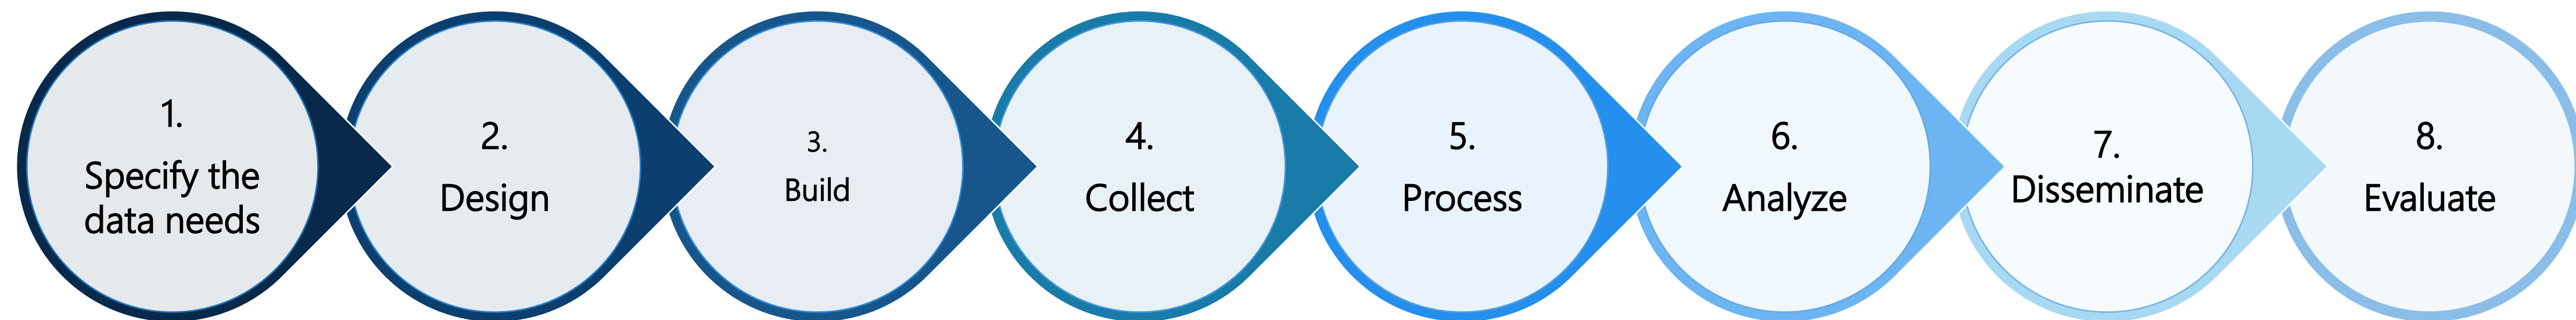 1.
Specify the
data needs
2.
Design
3.
Build
4.
Collect
5.
Process
6.
Analyze
7.
Disseminate
8.
Evaluate